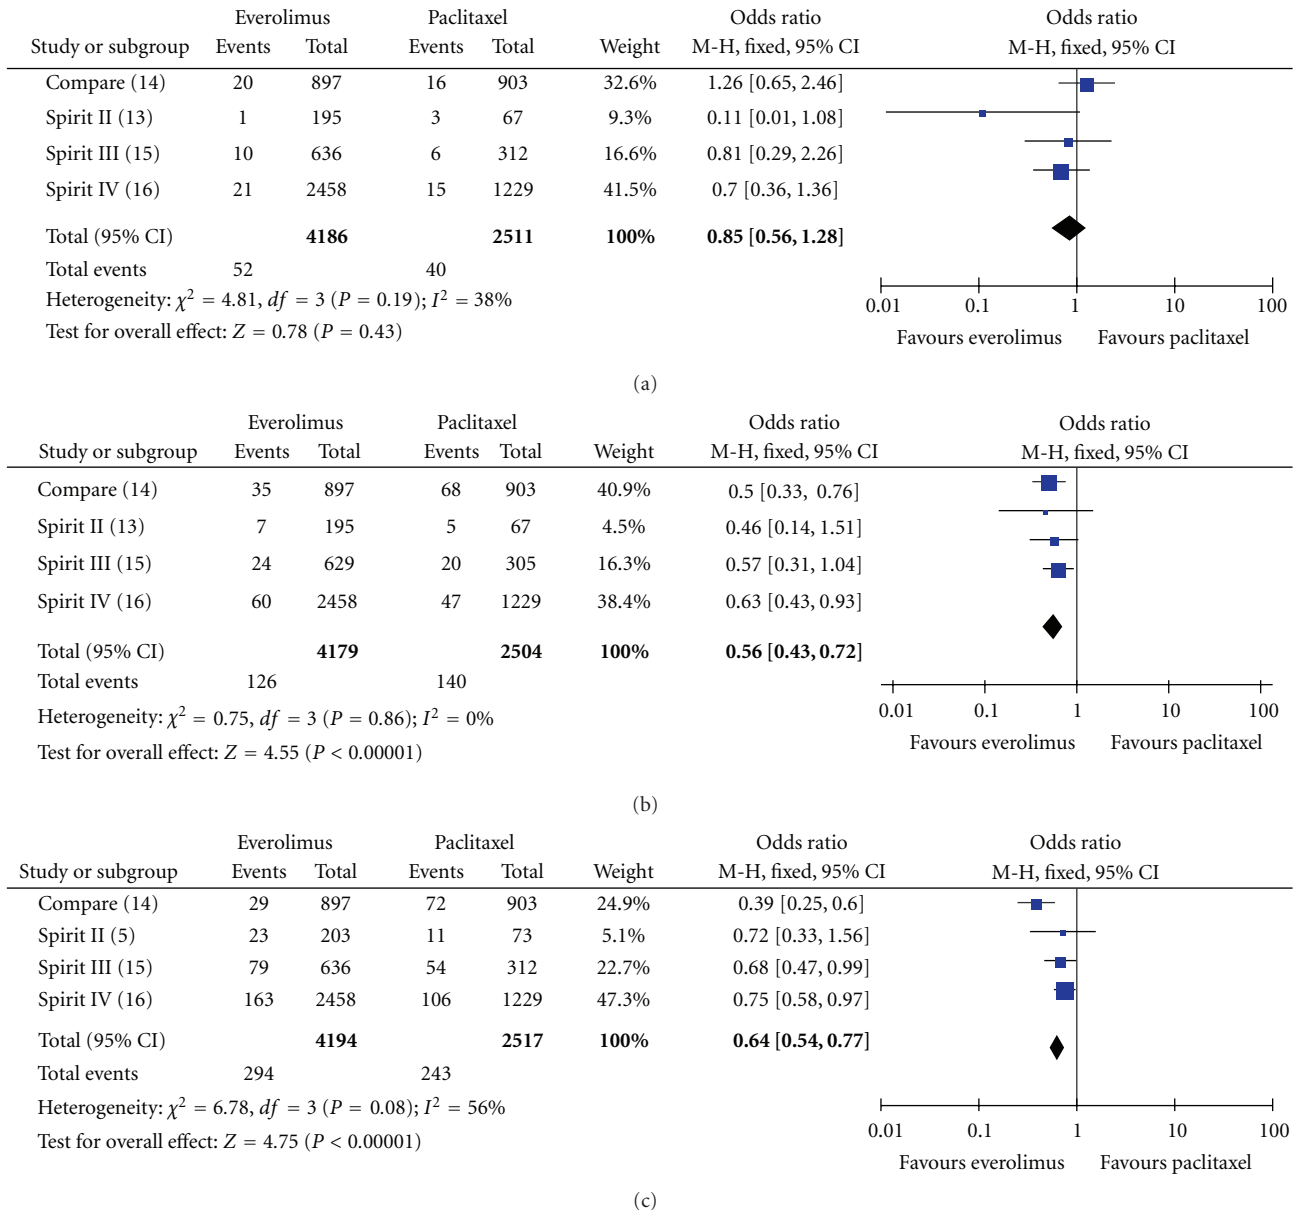 Everolimus Paclitaxel Odds ratio Odds ratio
Study or subgroup Events Total Events Total Weight M-H, fixed, 95% CI M-H, fixed, 95% CI
Compare (14) 20 897 16 903 32.6% 1.26 [0.65, 2.46]
Spirit II (13) 1 195 3 67 9.3% 0.11 [0.01, 1.08]
Spirit III (15) 10 636 6 312 16.6% 0.81 [0.29, 2.26]
Spirit IV (16) 21 2458 15 1229 41.5% 0.7 [0.36, 1.36]
Total (95% CI) 4186 2511 100% 0.85 [0.56, 1.28]
Total events 52 40
Heterogeneity: χ² = 4.81, df = 3 (P = 0.19); I² = 38%
Test for overall effect: Z = 0.78 (P = 0.43)
0.01 0.1 1 10 100
Favours everolimus Favours paclitaxel
(a)
Everolimus Paclitaxel Odds ratio Odds ratio
Study or subgroup Events Total Events Total Weight M-H, fixed, 95% CI M-H, fixed, 95% CI
Compare (14) 35 897 68 903 40.9% 0.5 [0.33, 0.76]
Spirit II (13) 7 195 5 67 4.5% 0.46 [0.14, 1.51]
Spirit III (15) 24 629 20 305 16.3% 0.57 [0.31, 1.04]
Spirit IV (16) 60 2458 47 1229 38.4% 0.63 [0.43, 0.93]
Total (95% CI) 4179 2504 100% 0.56 [0.43, 0.72]
Total events 126 140
Heterogeneity: χ² = 0.75, df = 3 (P = 0.86); I² = 0%
Test for overall effect: Z = 4.55 (P < 0.00001)
0.01 0.1 1 10 100
Favours everolimus Favours paclitaxel
(b)
Everolimus Paclitaxel Odds ratio Odds ratio
Study or subgroup Events Total Events Total Weight M-H, fixed, 95% CI M-H, fixed, 95% CI
Compare (14) 29 897 72 903 24.9% 0.39 [0.25, 0.6]
Spirit II (5) 23 203 11 73 5.1% 0.72 [0.33, 1.56]
Spirit III (15) 79 636 54 312 22.7% 0.68 [0.47, 0.99]
Spirit IV (16) 163 2458 106 1229 47.3% 0.75 [0.58, 0.97]
Total (95% CI) 4194 2517 100% 0.64 [0.54, 0.77]
Total events 294 243
Heterogeneity: χ² = 6.78, df = 3 (P = 0.08); I² = 56%
Test for overall effect: Z = 4.75 (P < 0.00001)
0.01 0.1 1 10 100
Favours everolimus Favours paclitaxel
(c)